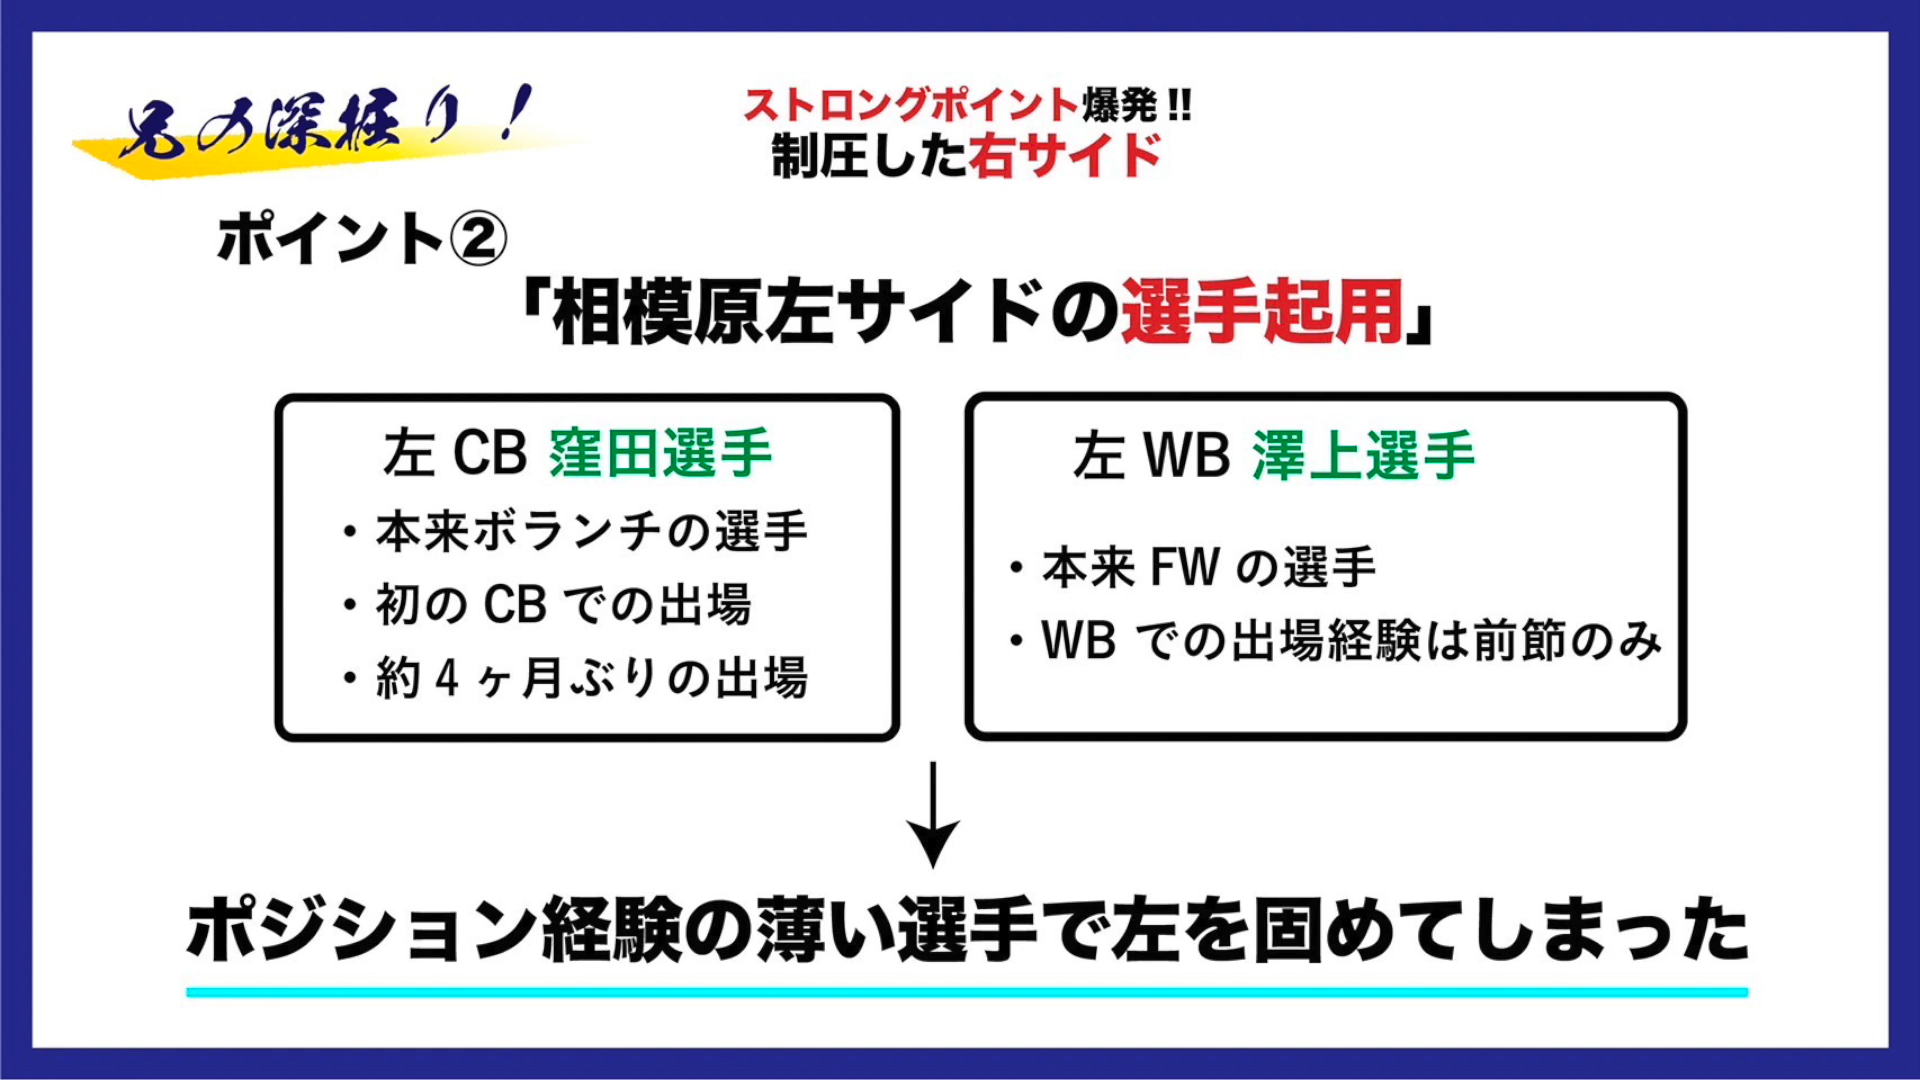 兄の深掘り!
ストロングポイント爆発!!
制圧した右サイド
ポイント②
「相模原左サイドの選手起用」
左 CB 窪田選手
・本来ボランチの選手
・初の CB での出場
・約 4 ヶ月ぶりの出場
左 WB 澤上選手
・本来 FW の選手
・WB での出場経験は前節のみ
ポジション経験の薄い選手で左を固めてしまった